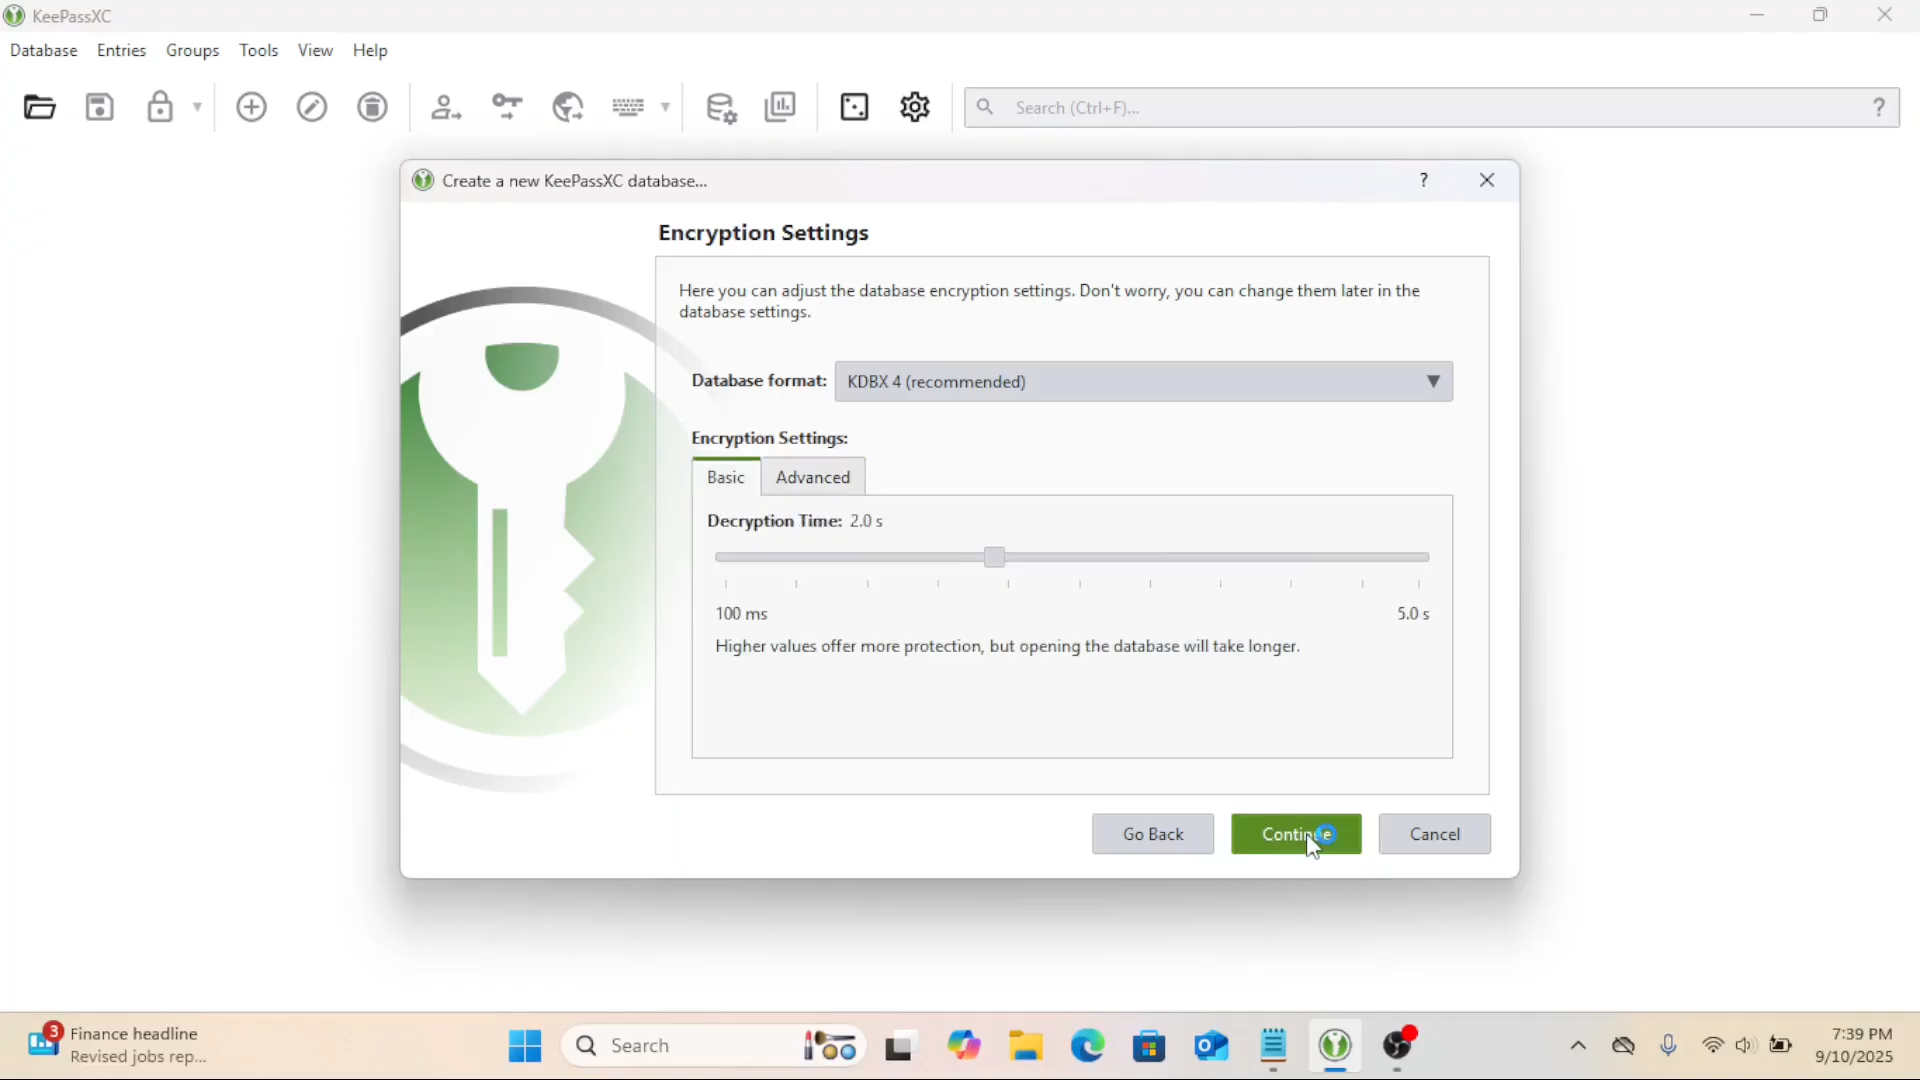 KeePassXC
Database Entries Groups Tools View Help
Search (Ctrl+F)...
?
Create a new KeePassXC database...
?
Encryption Settings
Here you can adjust the database encryption settings. Don't worry, you can change them later in the
database settings.
Database format: KDBX 4 (recommended)
Encryption Settings:
Basic Advanced
Decryption Time: 2.0 s
100 ms 5.0 s
Higher values offer more protection, but opening the database will take longer.
Go Back Continue Cancel
3
Finance headline
Revised jobs rep...
Search
7:39 PM
9/10/2025